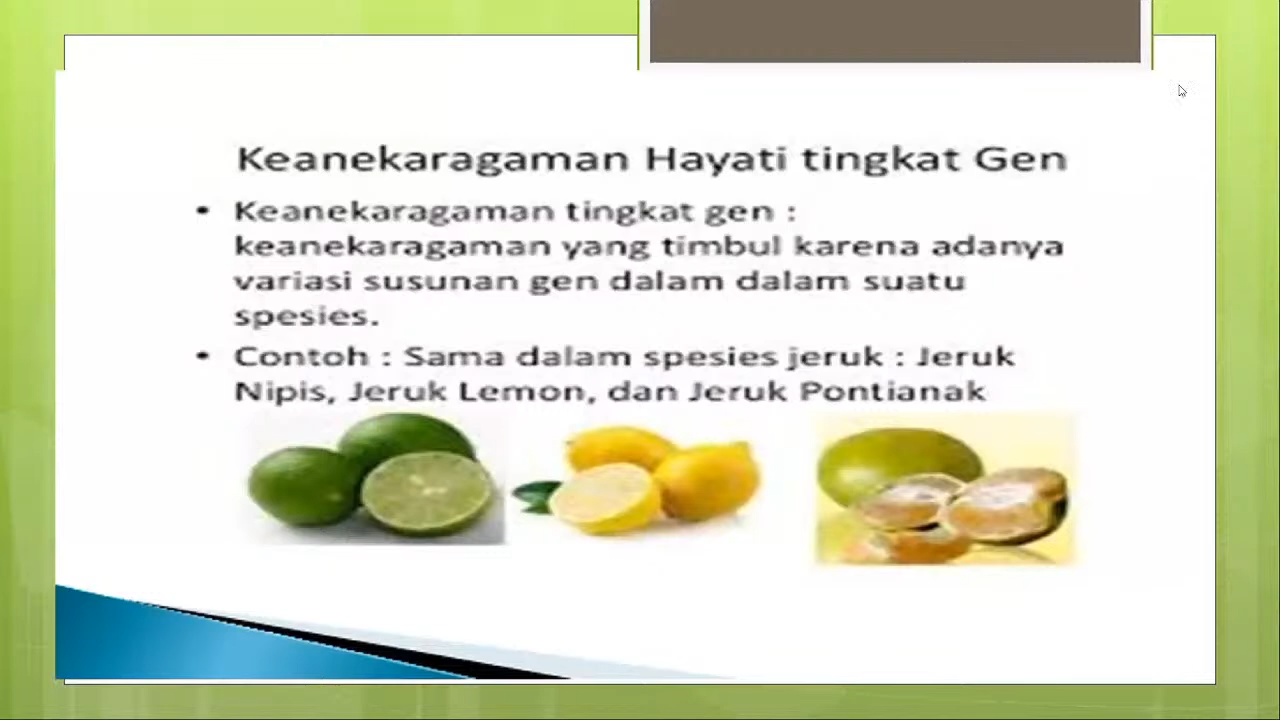 Keanekaragaman Hayati tingkat Gen
• Keanekaragaman tingkat gen :
keanekaragaman yang timbul karena adanya
variasi susunan gen dalam dalam suatu
spesies.
• Contoh : Sama dalam spesies jeruk : Jeruk
Nipis, Jeruk Lemon, dan Jeruk Pontianak